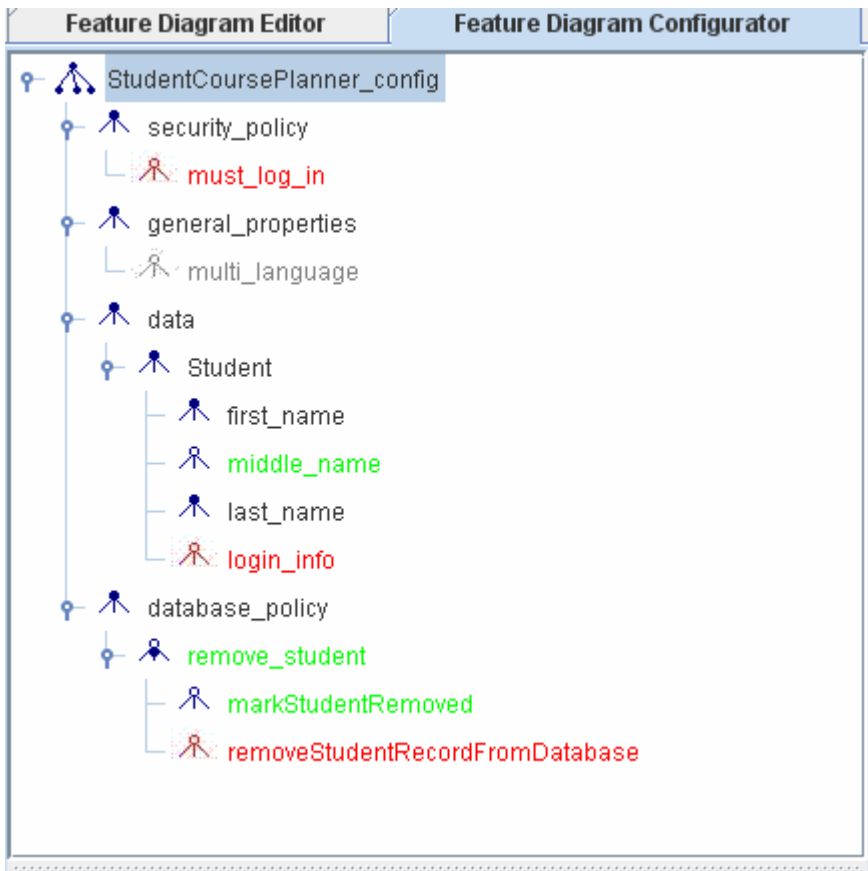 Feature Diagram Editor
Feature Diagram Configurator
StudentCoursePlanner_config
security_policy
must_log_in
general_properties
multi_language
data
Student
first_name
middle_name
last_name
login_info
database_policy
remove_student
markStudentRemoved
removeStudentRecordFromDatabase